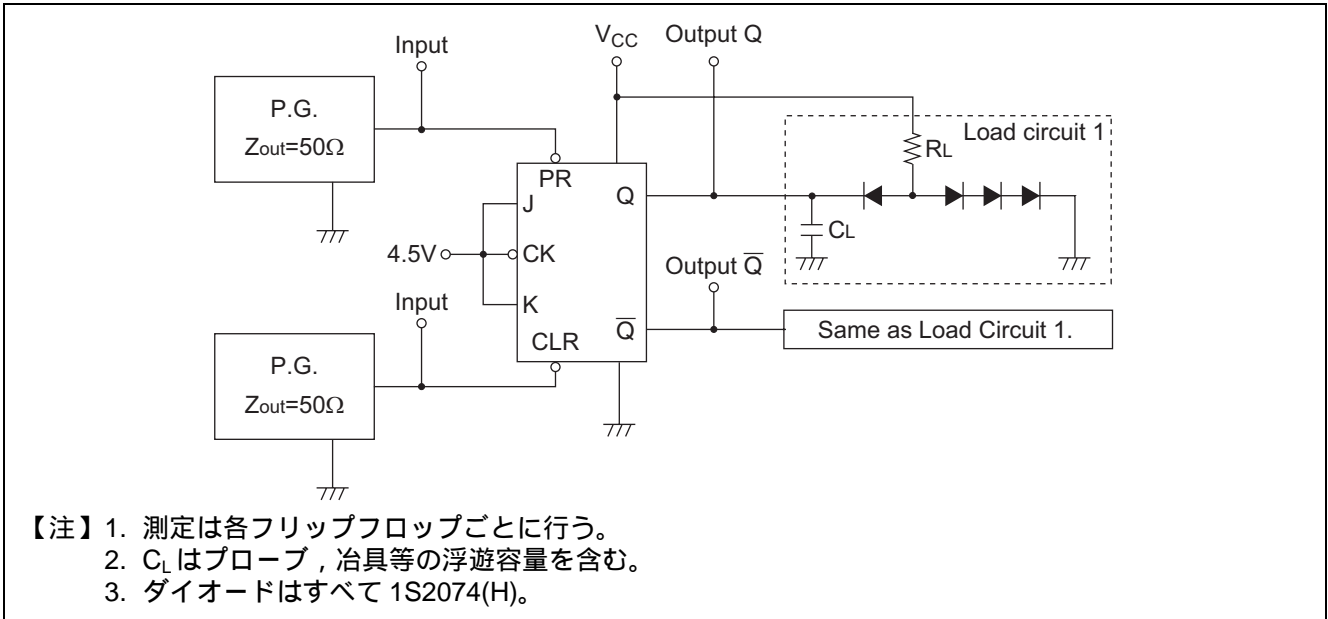 Input
VCC
Output Q
P.G.
Zout=50Ω
Load circuit 1
RL
PR
J
Q
CL
4.5V
CK
Output Q̅
Input
K
Q̅
Same as Load Circuit 1.
CLR
P.G.
Zout=50Ω
【注】1. 測定は各フリップフロップごとに行う。
2. CLはプローブ，冶具等の浮遊容量を含む。
3. ダイオードはすべて 1S2074(H)。